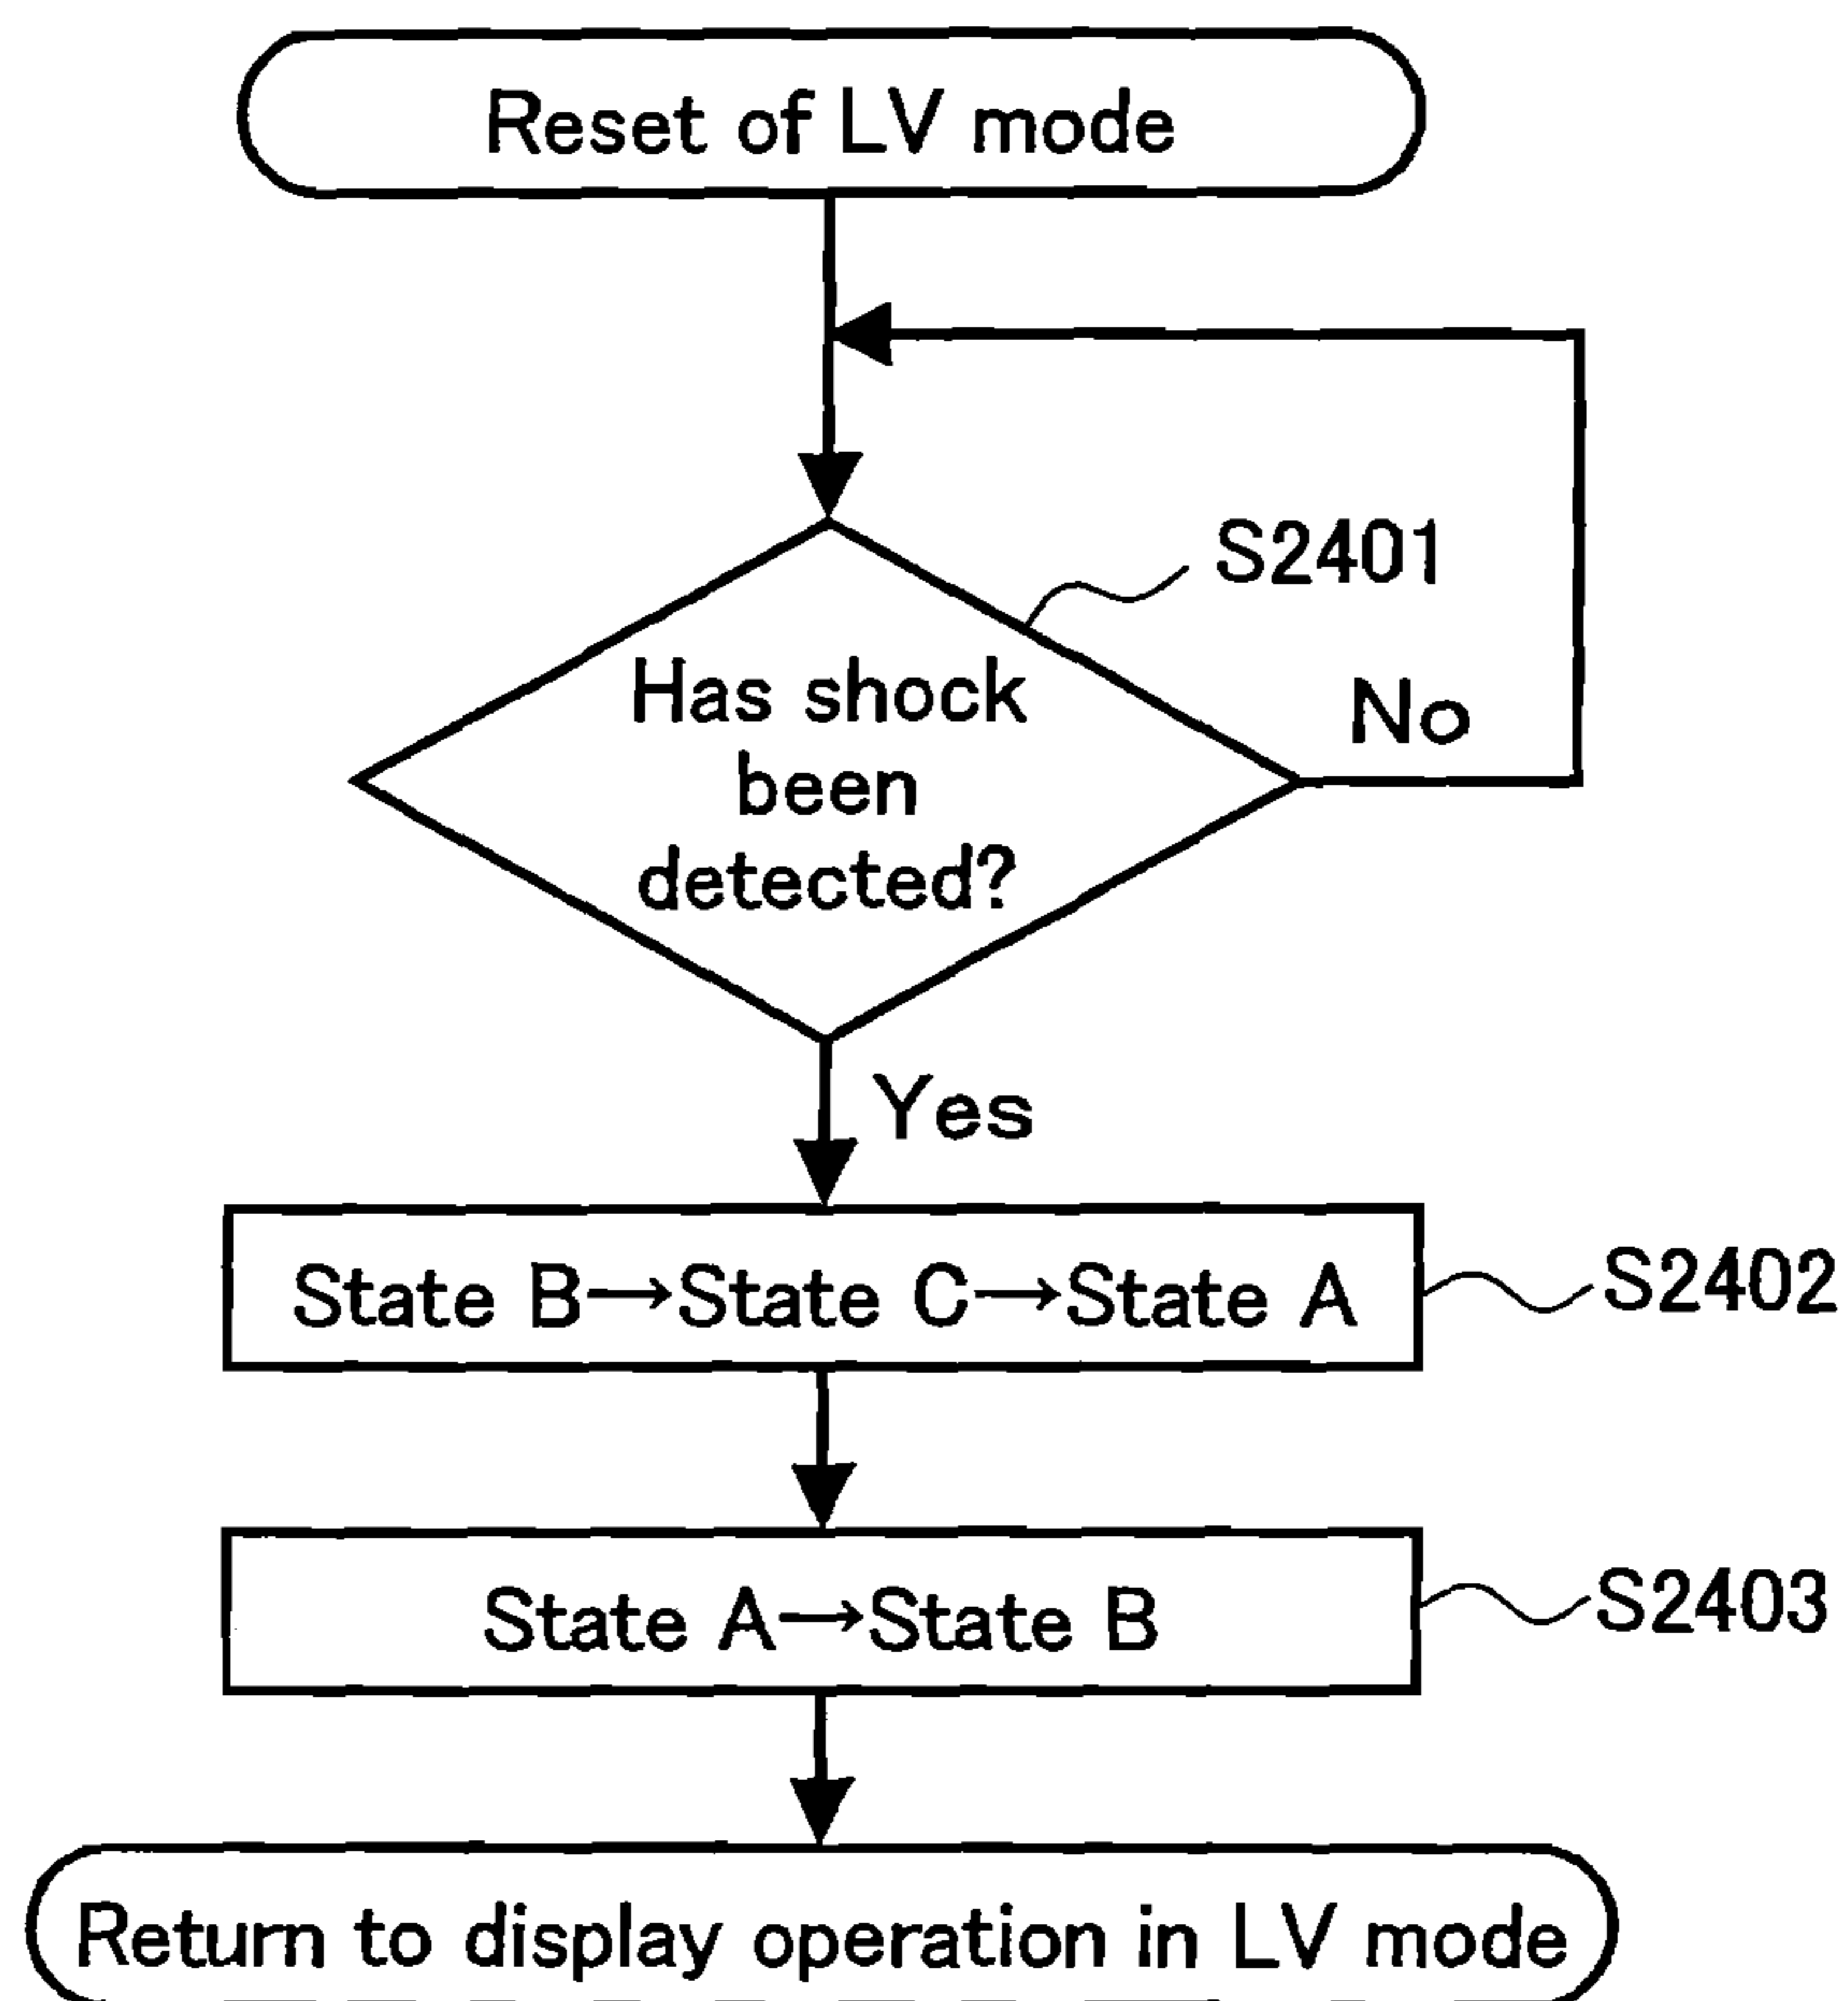 Reset of LV mode
S2401
Has shock
been
detected?
No
Yes
State B→State C→State A
S2402
State A→State B
S2403
Return to display operation in LV mode